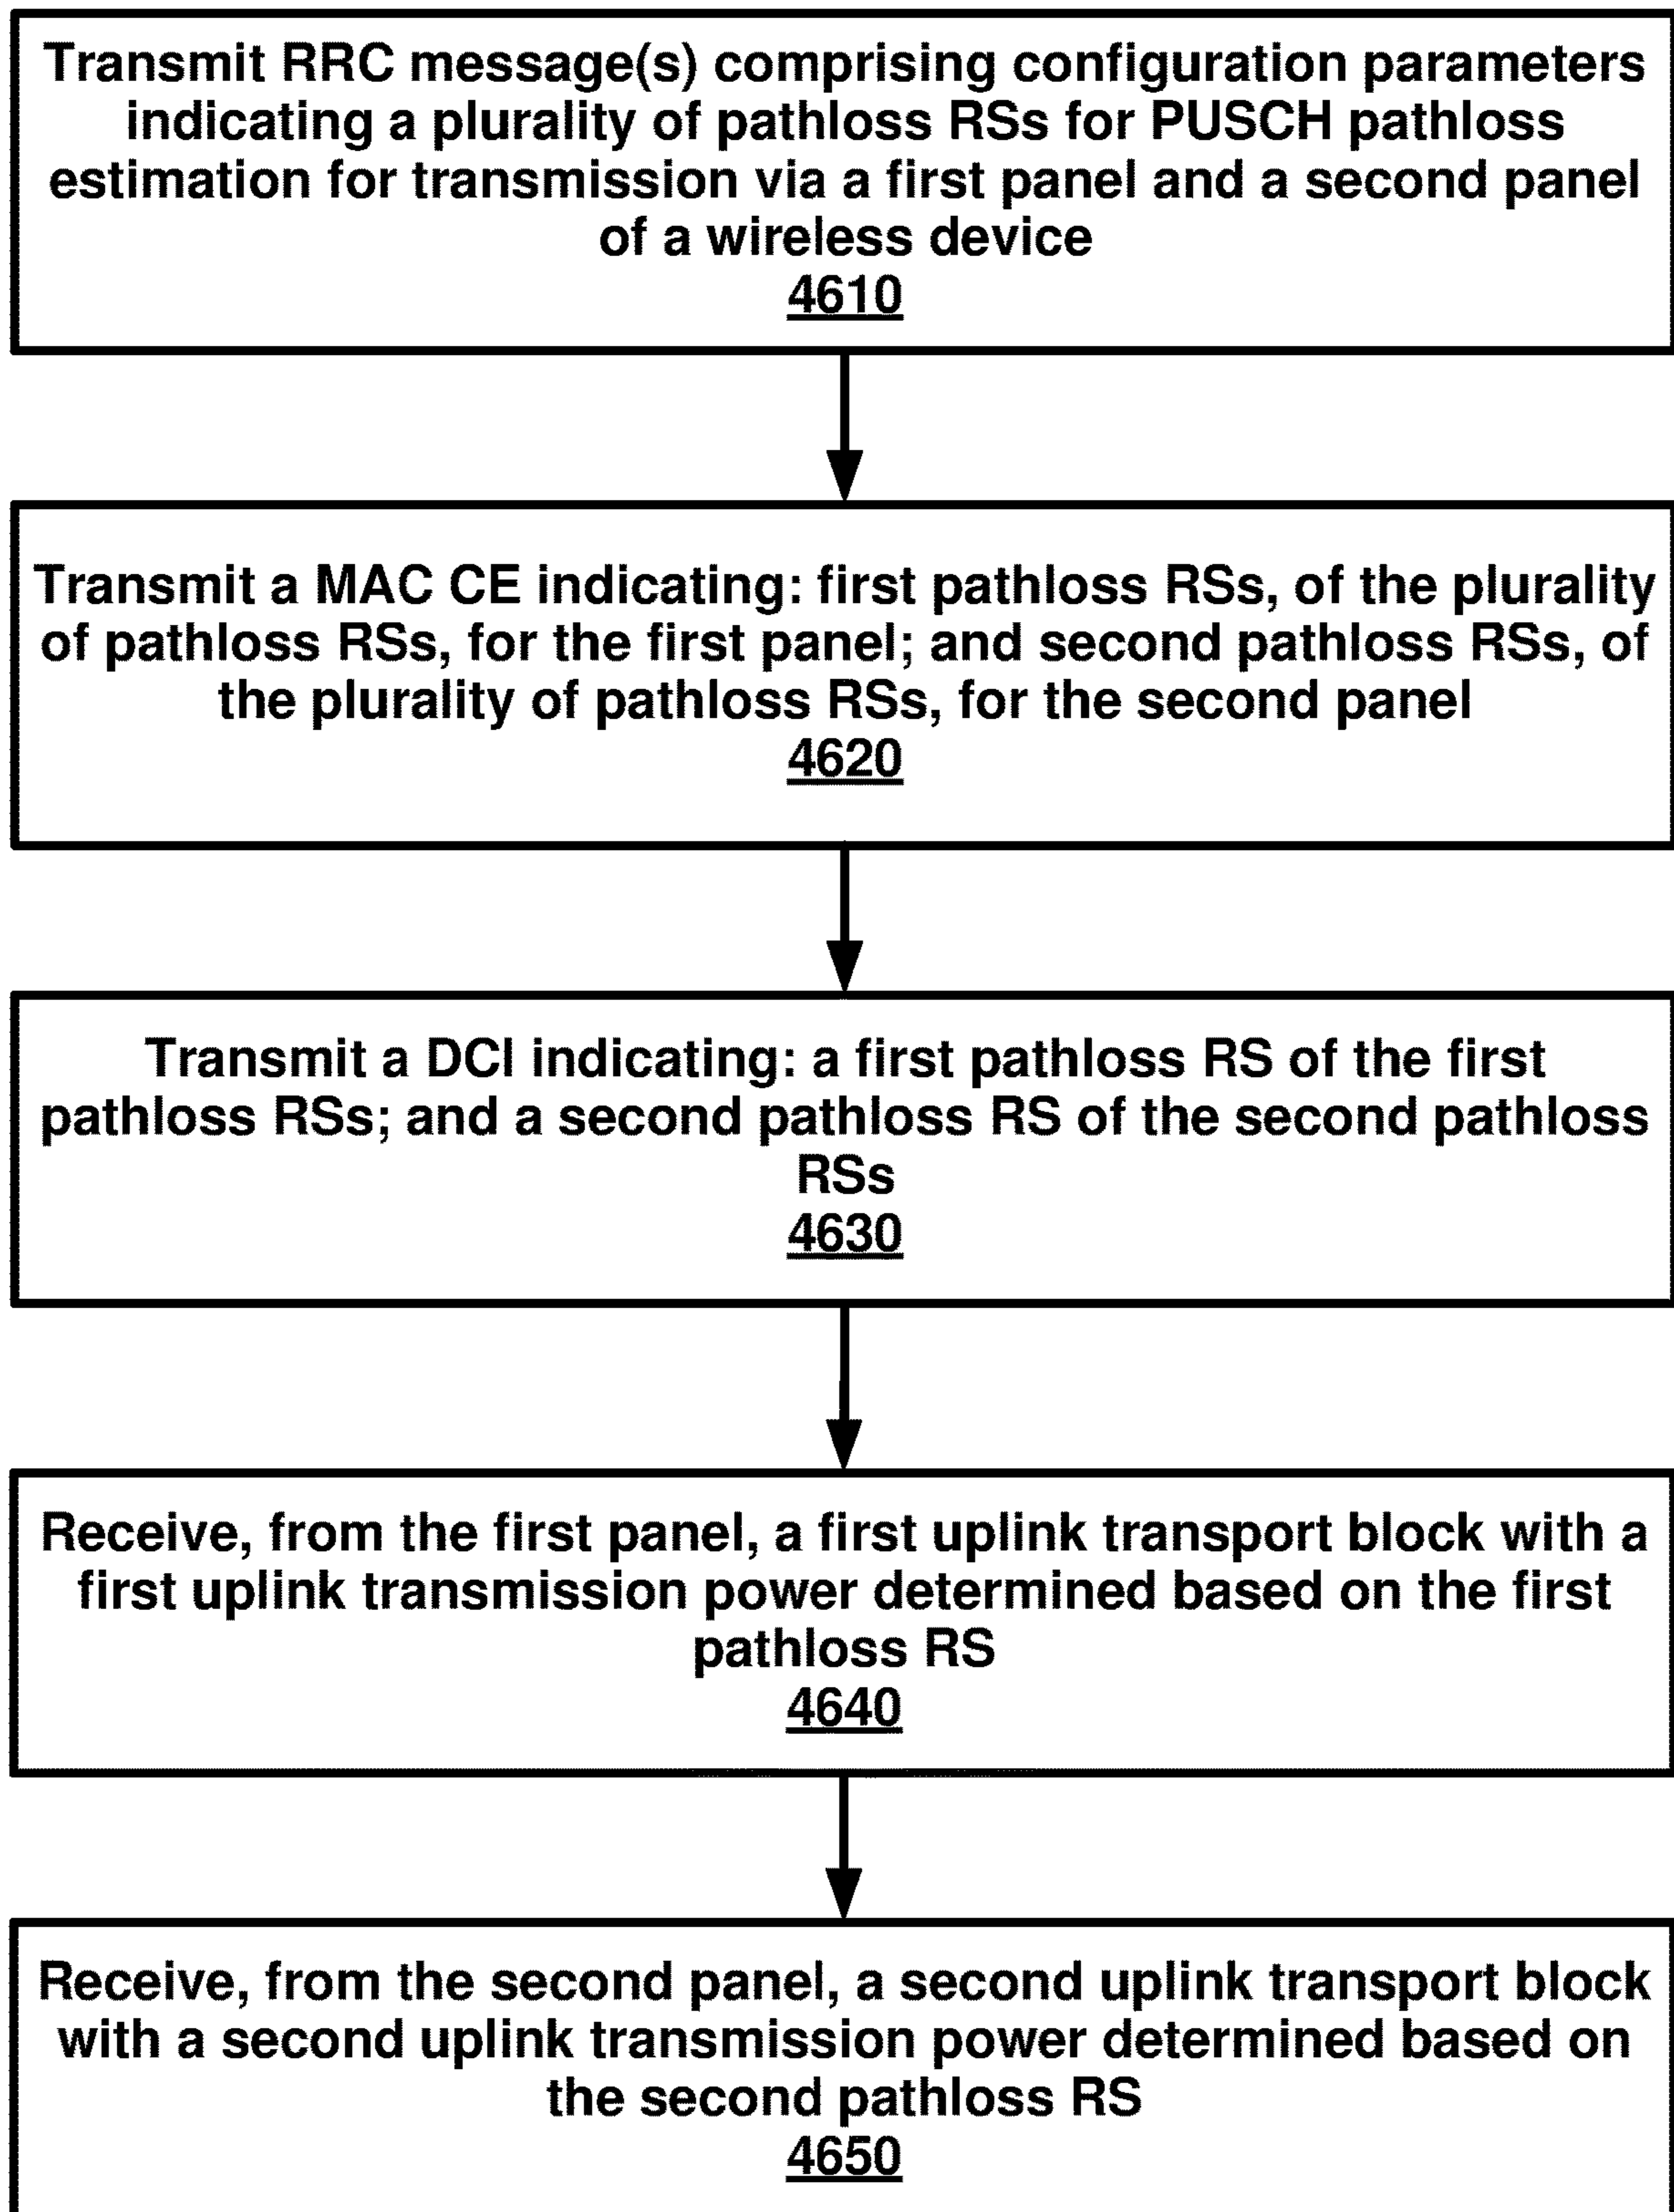 Transmit RRC message(s) comprising configuration parameters
indicating a plurality of pathloss RSs for PUSCH pathloss
estimation for transmission via a first panel and a second panel
of a wireless device
4610
Transmit a MAC CE indicating: first pathloss RSs, of the plurality
of pathloss RSs, for the first panel; and second pathloss RSs, of
the plurality of pathloss RSs, for the second panel
4620
Transmit a DCI indicating: a first pathloss RS of the first
pathloss RSs; and a second pathloss RS of the second pathloss
RSs
4630
Receive, from the first panel, a first uplink transport block with a
first uplink transmission power determined based on the first
pathloss RS
4640
Receive, from the second panel, a second uplink transport block
with a second uplink transmission power determined based on
the second pathloss RS
4650